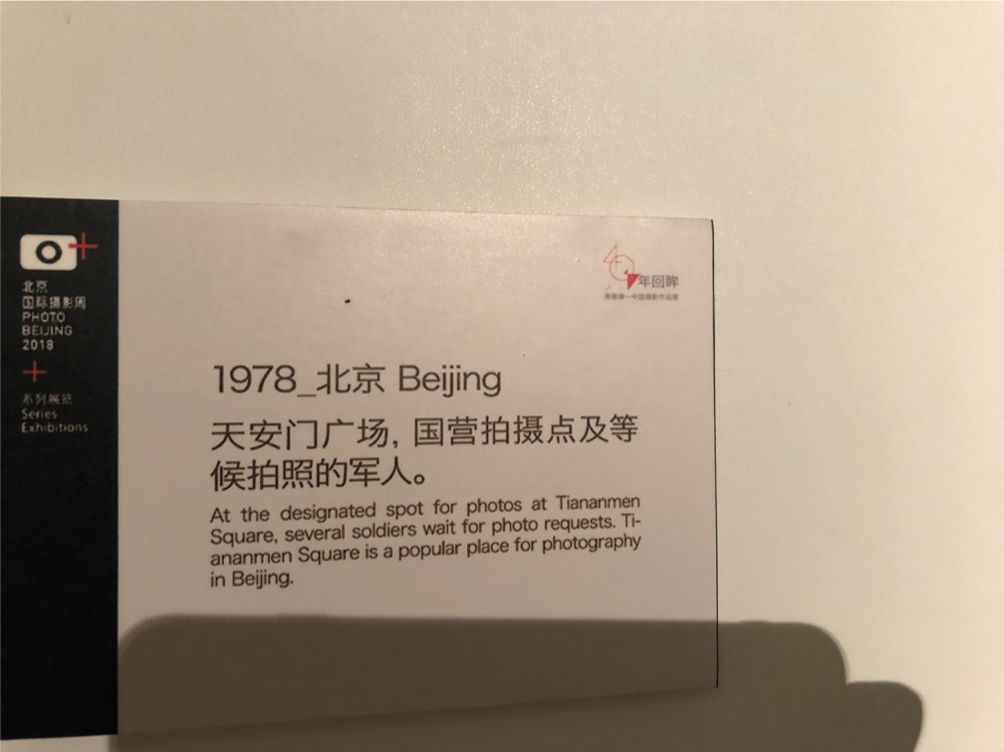 北京
国际摄影周
PHOTO
BEIJING
2018
系列展览
Series
Exhibitions
40年回眸
1978_北京 Beijing
天安门广场,国营拍摄点及等
候拍照的军人。
At the designated spot for photos at Tiananmen
Square, several soldiers wait for photo requests. Ti-
ananmen Square is a popular place for photography
in Beijing.